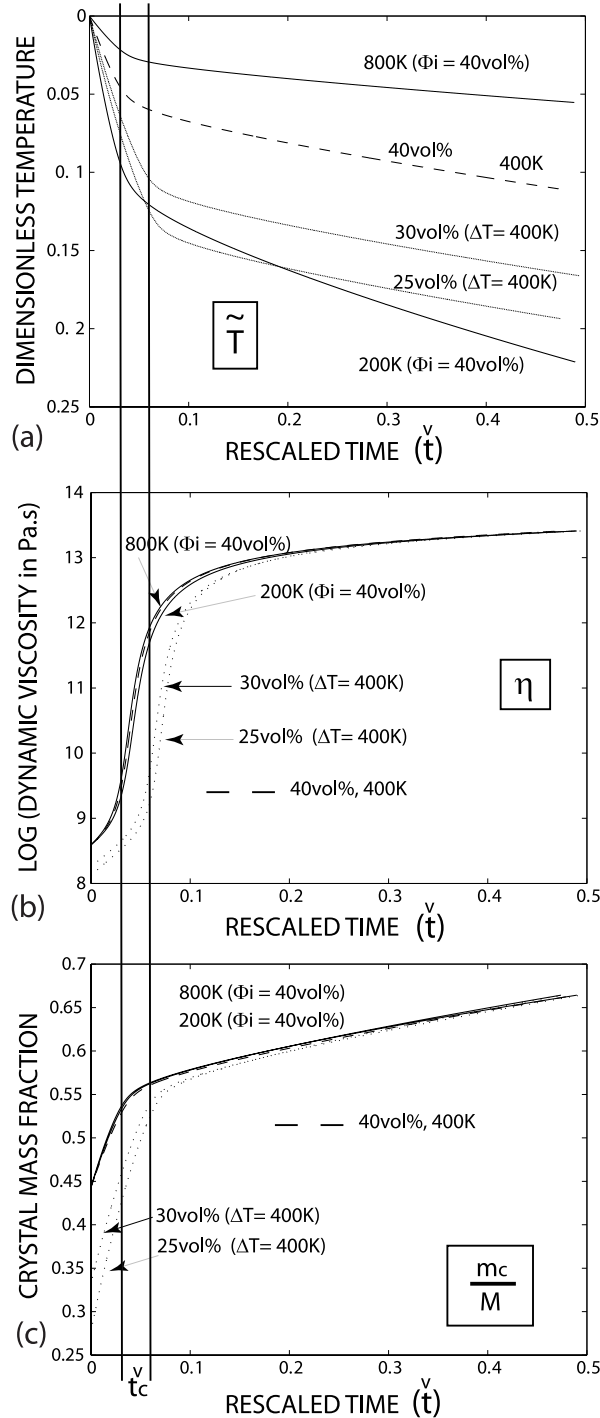 0
0.05
0.1
0.15
0.2
0.25
DIMENSIONLESS TEMPERATURE
800K (Φi = 40vol%)
40vol% 400K
30vol% (ΔT= 400K)
25vol% (ΔT= 400K)
200K (Φi = 40vol%)
T̃
0 0.1 0.2 0.3 0.4 0.5
(a)
RESCALED TIME (ť)
14
13
12
11
10
9
8
LOG (DYNAMIC VISCOSITY in Pa.s)
800K (Φi = 40vol%)
200K (Φi = 40vol%)
30vol% (ΔT= 400K)
25vol% (ΔT= 400K)
40vol%, 400K
η
0 0.1 0.2 0.3 0.4 0.5
(b)
RESCALED TIME (ť)
0.7
0.65
0.6
0.55
0.5
0.45
0.4
0.35
0.3
0.25
CRYSTAL MASS FRACTION
800K (Φi = 40vol%)
200K (Φi = 40vol%)
40vol%, 400K
30vol% (ΔT= 400K)
25vol% (ΔT= 400K)
mc
M
(c)
0 0.1 0.2 0.3 0.4 0.5
ťc
RESCALED TIME (ť)